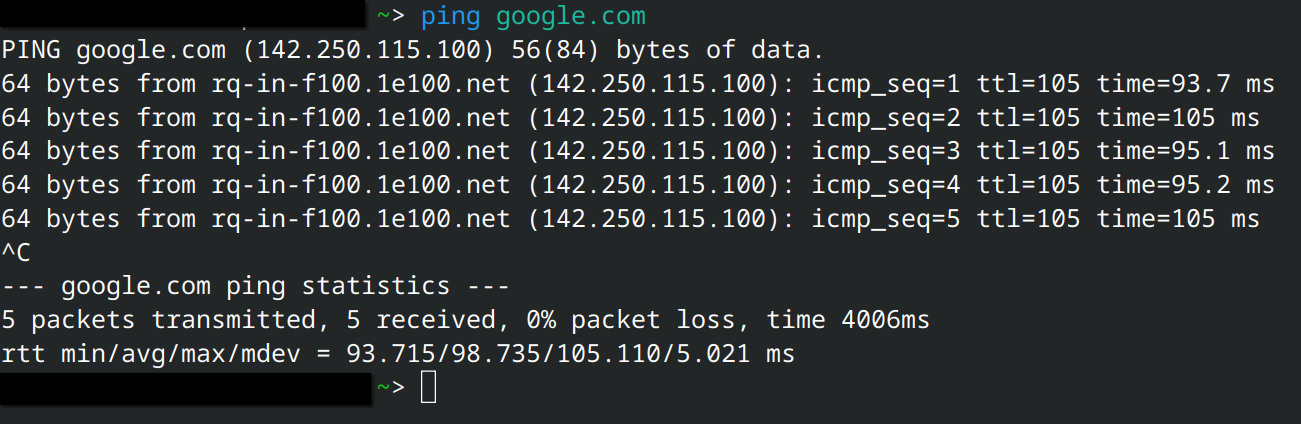 ~> ping google.com
PING google.com (142.250.115.100) 56(84) bytes of data.
64 bytes from rq-in-f100.1e100.net (142.250.115.100): icmp_seq=1 ttl=105 time=93.7 ms
64 bytes from rq-in-f100.1e100.net (142.250.115.100): icmp_seq=2 ttl=105 time=105 ms
64 bytes from rq-in-f100.1e100.net (142.250.115.100): icmp_seq=3 ttl=105 time=95.1 ms
64 bytes from rq-in-f100.1e100.net (142.250.115.100): icmp_seq=4 ttl=105 time=95.2 ms
64 bytes from rq-in-f100.1e100.net (142.250.115.100): icmp_seq=5 ttl=105 time=105 ms
^C
--- google.com ping statistics ---
5 packets transmitted, 5 received, 0% packet loss, time 4006ms
rtt min/avg/max/mdev = 93.715/98.735/105.110/5.021 ms
~>